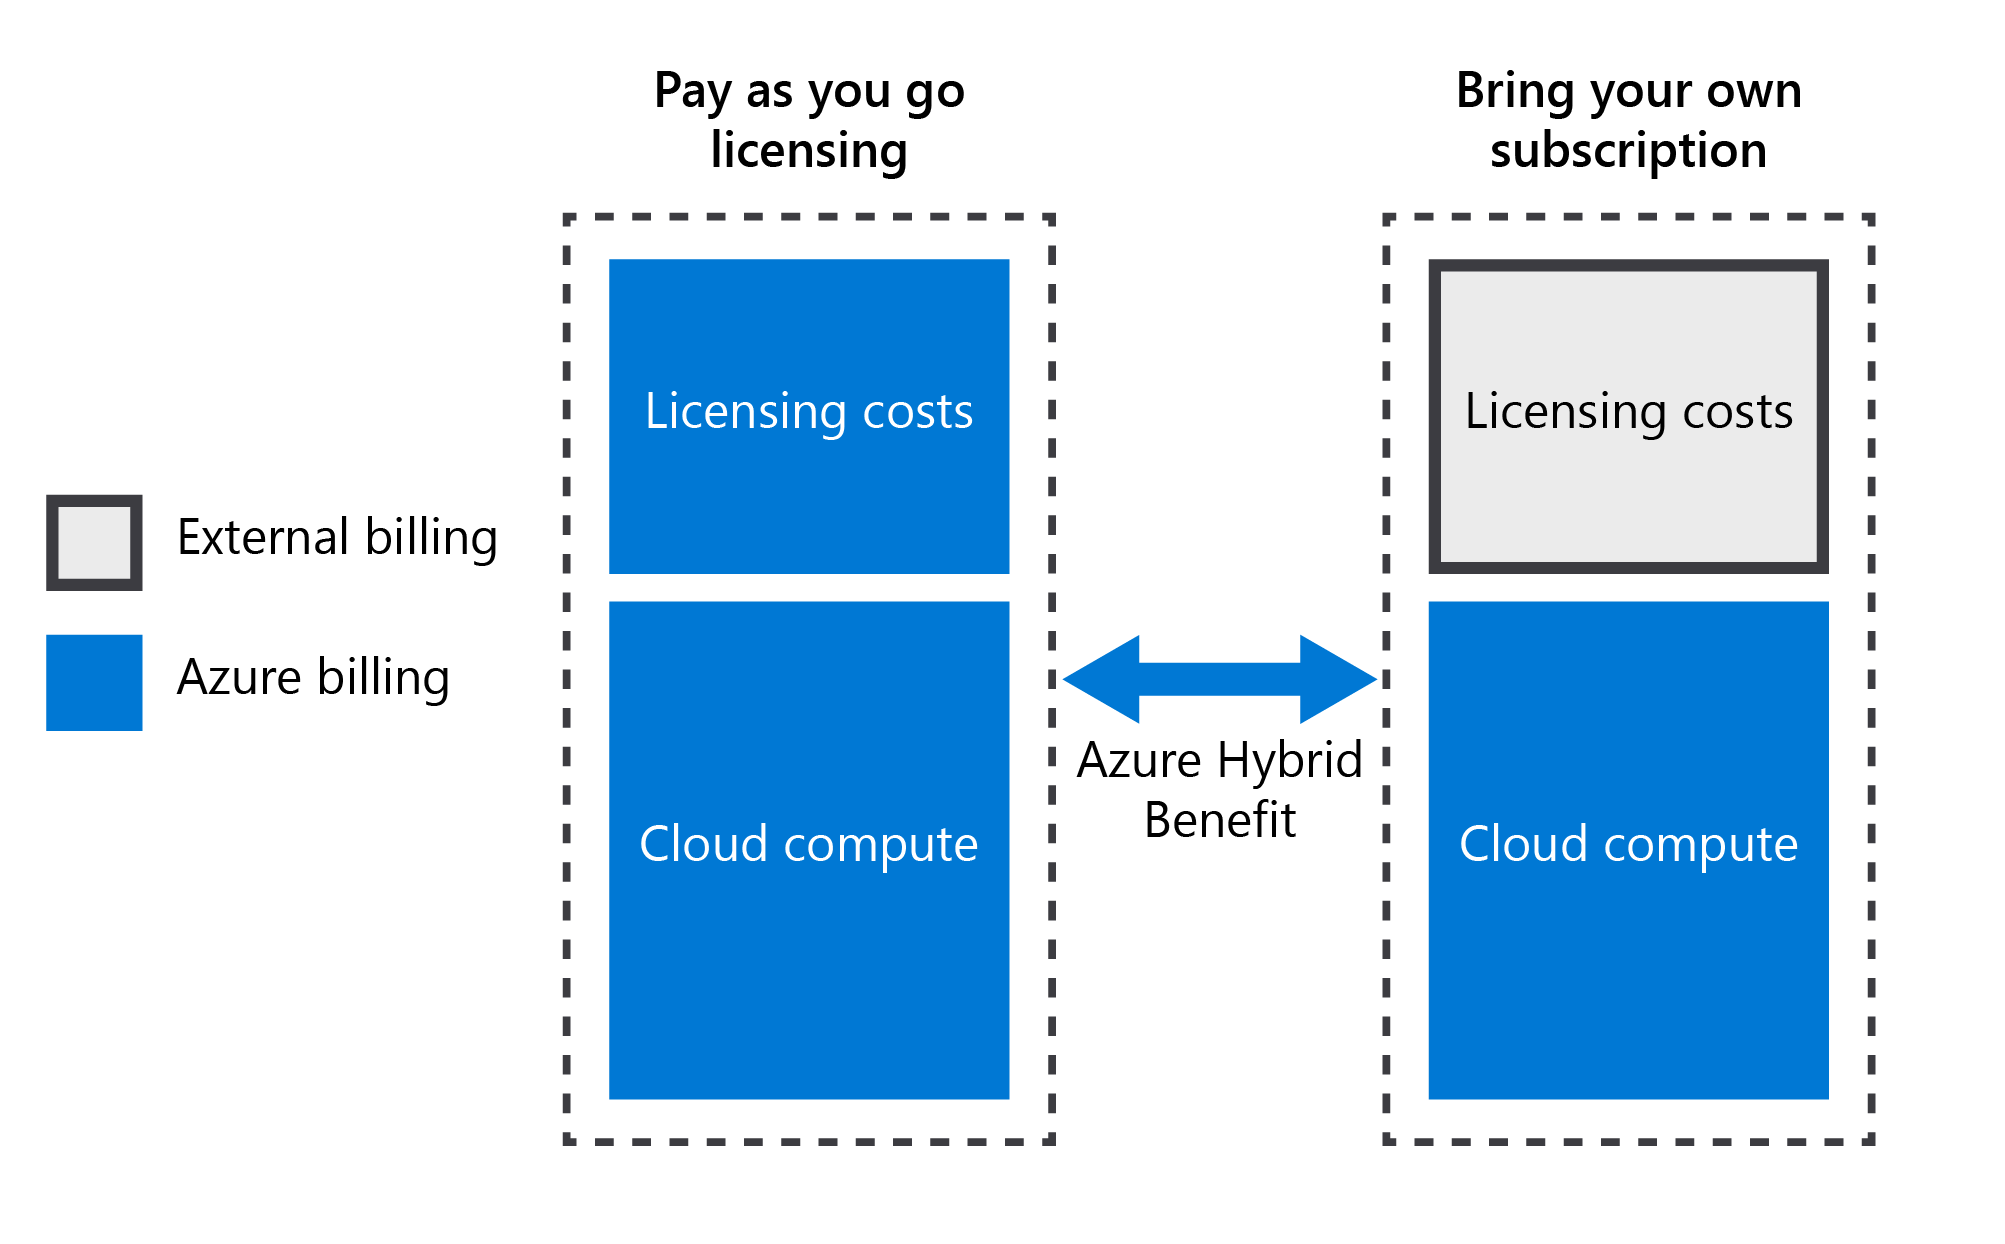 Pay as you go
licensing
Bring your own
subscription
Licensing costs
Licensing costs
External billing
Azure billing
Azure Hybrid
Benefit
Cloud compute
Cloud compute